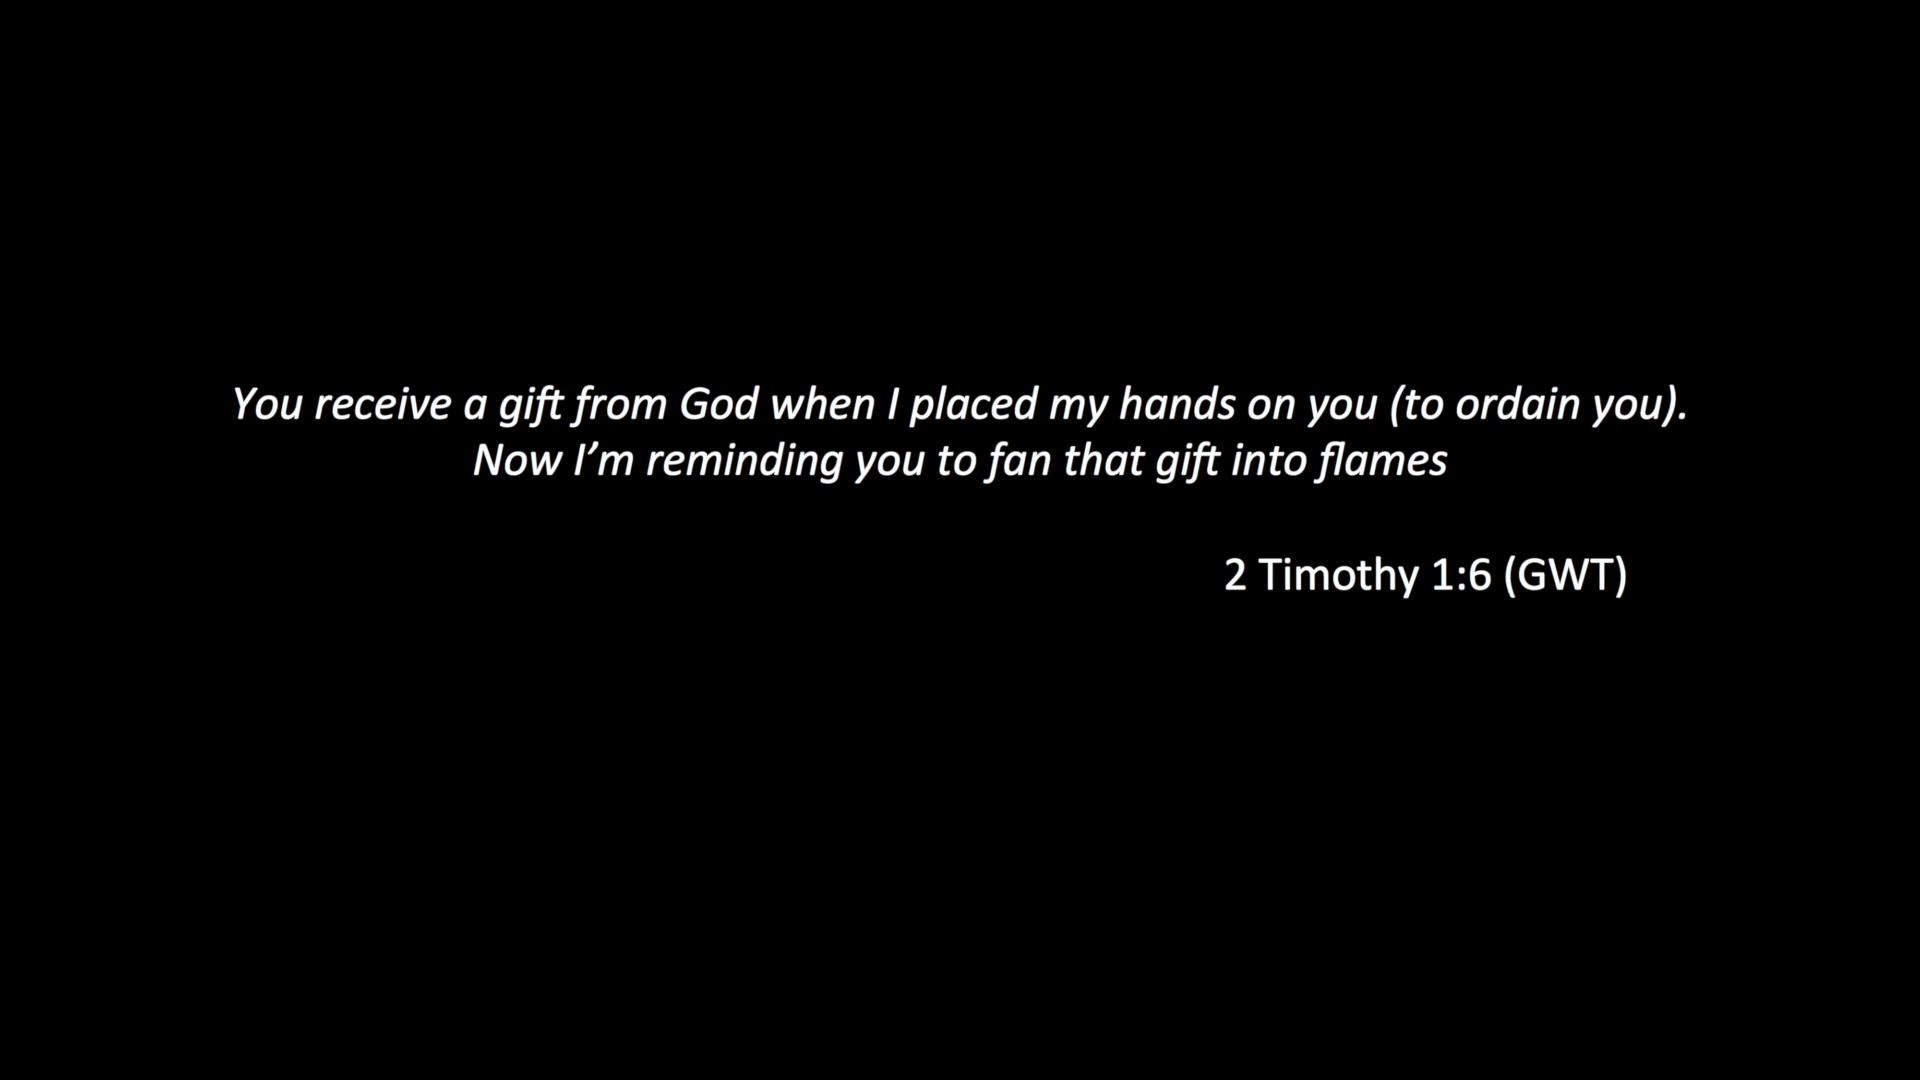 You receive a gift from God when I placed my hands on you (to ordain you).
Now I’m reminding you to fan that gift into flames
2 Timothy 1:6 (GWT)